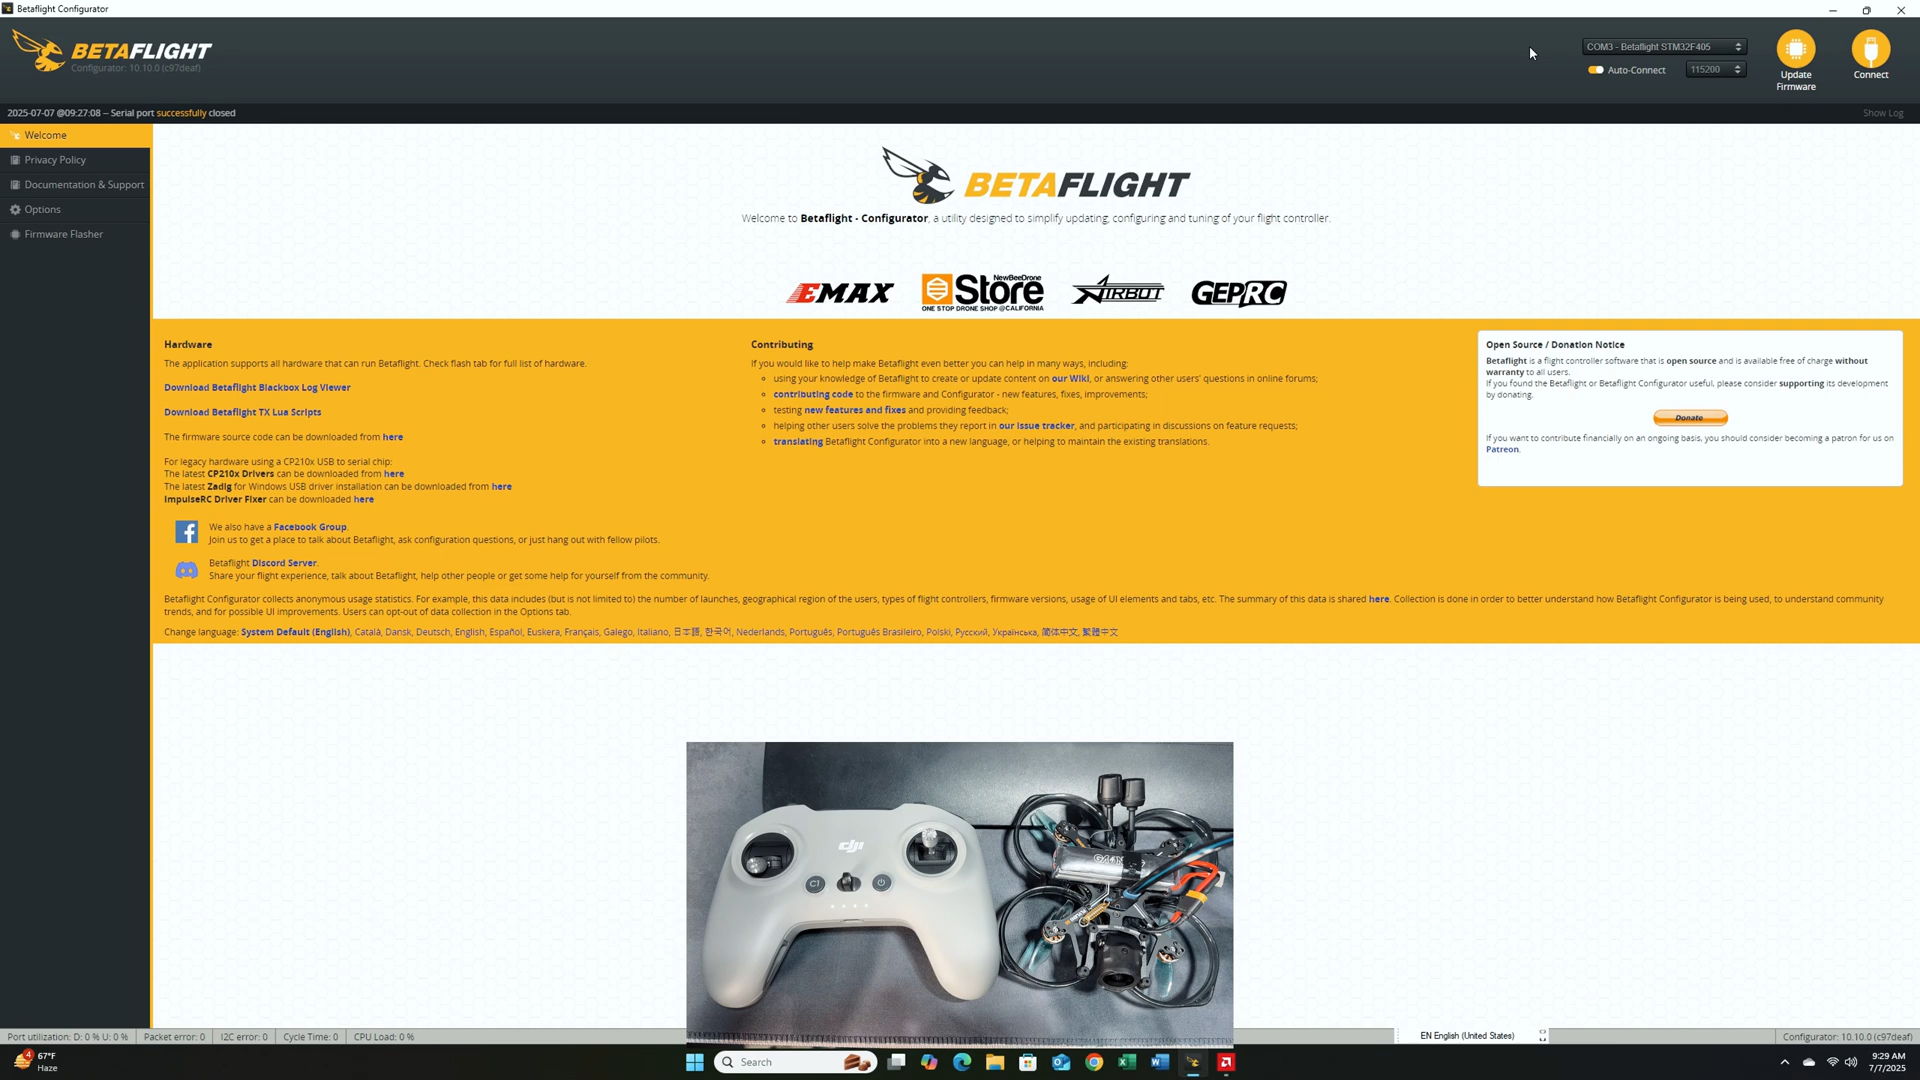 Betaflight Configurator
BETAFLIGHT
Configurator: 10.10.0 (c97deaf)
COM3 - Betaflight STM32F405
Auto-Connect
115200
Update
Firmware
Connect
2025-07-07 @09:27:08 -- Serial port successfully closed
Show Log
Welcome
Privacy Policy
Documentation & Support
Options
Firmware Flasher
BETAFLIGHT
Welcome to Betaflight - Configurator, a utility designed to simplify updating, configuring and tuning of your flight controller.
EMAX
NewBeeDrone
Store
ONE STOP DRONE SHOP @CALIFORNIA
AIRBOT
GEPRC
Hardware
The application supports all hardware that can run Betaflight. Check flash tab for full list of hardware.
Download Betaflight Blackbox Log Viewer
Download Betaflight TX Lua Scripts
The firmware source code can be downloaded from here
For legacy hardware using a CP210x USB to serial chip:
The latest CP210x Drivers can be downloaded from here
The latest Zadig for Windows USB driver installation can be downloaded from here
ImpulseRC Driver Fixer can be downloaded here
We also have a Facebook Group.
Join us to get a place to talk about Betaflight, ask configuration questions, or just hang out with fellow pilots.
Betaflight Discord Server.
Share your flight experience, talk about Betaflight, help other people or get some help for yourself from the community.
Contributing
If you would like to help make Betaflight even better you can help in many ways, including:
using your knowledge of Betaflight to create or update content on our Wiki, or answering other users' questions in online forums;
contributing code to the firmware and Configurator - new features, fixes, improvements;
testing new features and fixes and providing feedback;
helping other users solve the problems they report in our issue tracker, and participating in discussions on feature requests;
translating Betaflight Configurator into a new language, or helping to maintain the existing translations.
Open Source / Donation Notice
Betaflight is a flight controller software that is open source and is available free of charge without
warranty to all users.
If you found the Betaflight or Betaflight Configurator useful, please consider supporting its development
by donating.
Donate
If you want to contribute financially on an ongoing basis, you should consider becoming a patron for us on
Patreon.
Betaflight Configurator collects anonymous usage statistics. For example, this data includes (but is not limited to) the number of launches, geographical region of the users, types of flight controllers, firmware versions, usage of UI elements and tabs, etc. The summary of this data is shared here. Collection is done in order to better understand how Betaflight Configurator is being used, to understand community
trends, and for possible UI improvements. Users can opt-out of data collection in the Options tab.
Change language: System Default (English), Català, Dansk, Deutsch, English, Español, Euskera, Français, Galego, Italiano, 日本語, 한국어, Nederlands, Português, Português Brasileiro, Polski, Русский, Українська, 简体中文, 繁體中文
dji
C1
Port utilization: D: 0 % U: 0 %
Packet error: 0
I2C error: 0
Cycle Time: 0
CPU Load: 0 %
EN English (United States)
Configurator: 10.10.0 (c97deaf)
4
67°F
Haze
Search
9:29 AM
7/7/2025